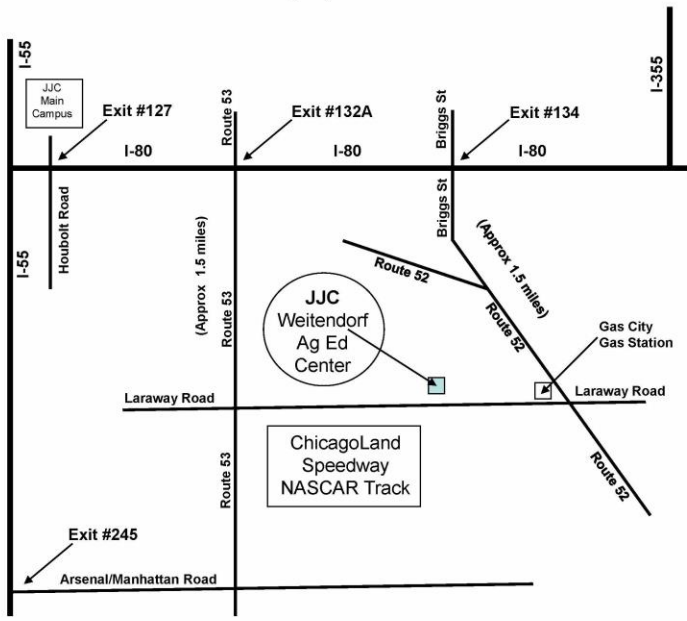 I-55
I-355
JJC
Main
Campus
Exit #127
Route 53
Exit #132A
Briggs St
Exit #134
I-80
I-80
I-80
Houbolt Road
I-55
(Approx 1.5 miles)
Route 53
Briggs St
(Approx 1.5 miles)
Route 52
Route 52
JJC
Weitendorf
Ag Ed
Center
Gas City
Gas Station
Laraway Road
Laraway Road
ChicagoLand
Speedway
NASCAR Track
Route 53
Route 52
Exit #245
Arsenal/Manhattan Road